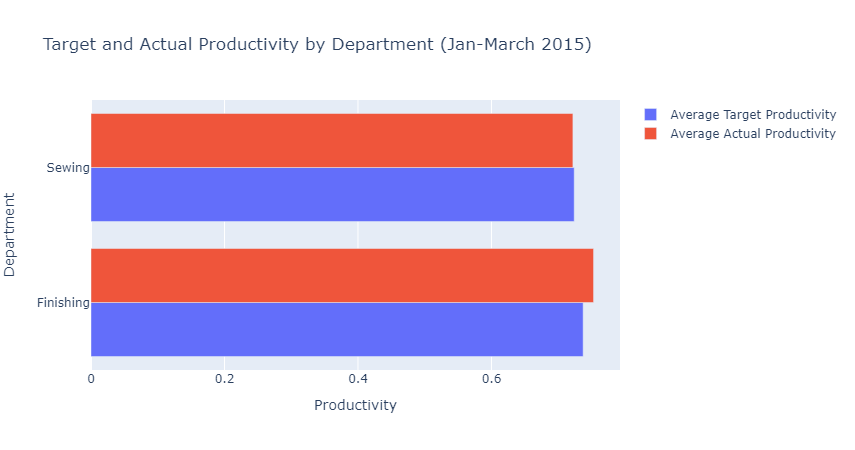 Target and Actual Productivity by Department (Jan-March 2015)
Average Target Productivity
Average Actual Productivity
Sewing
Finishing
Department
0 0.2 0.4 0.6
Productivity